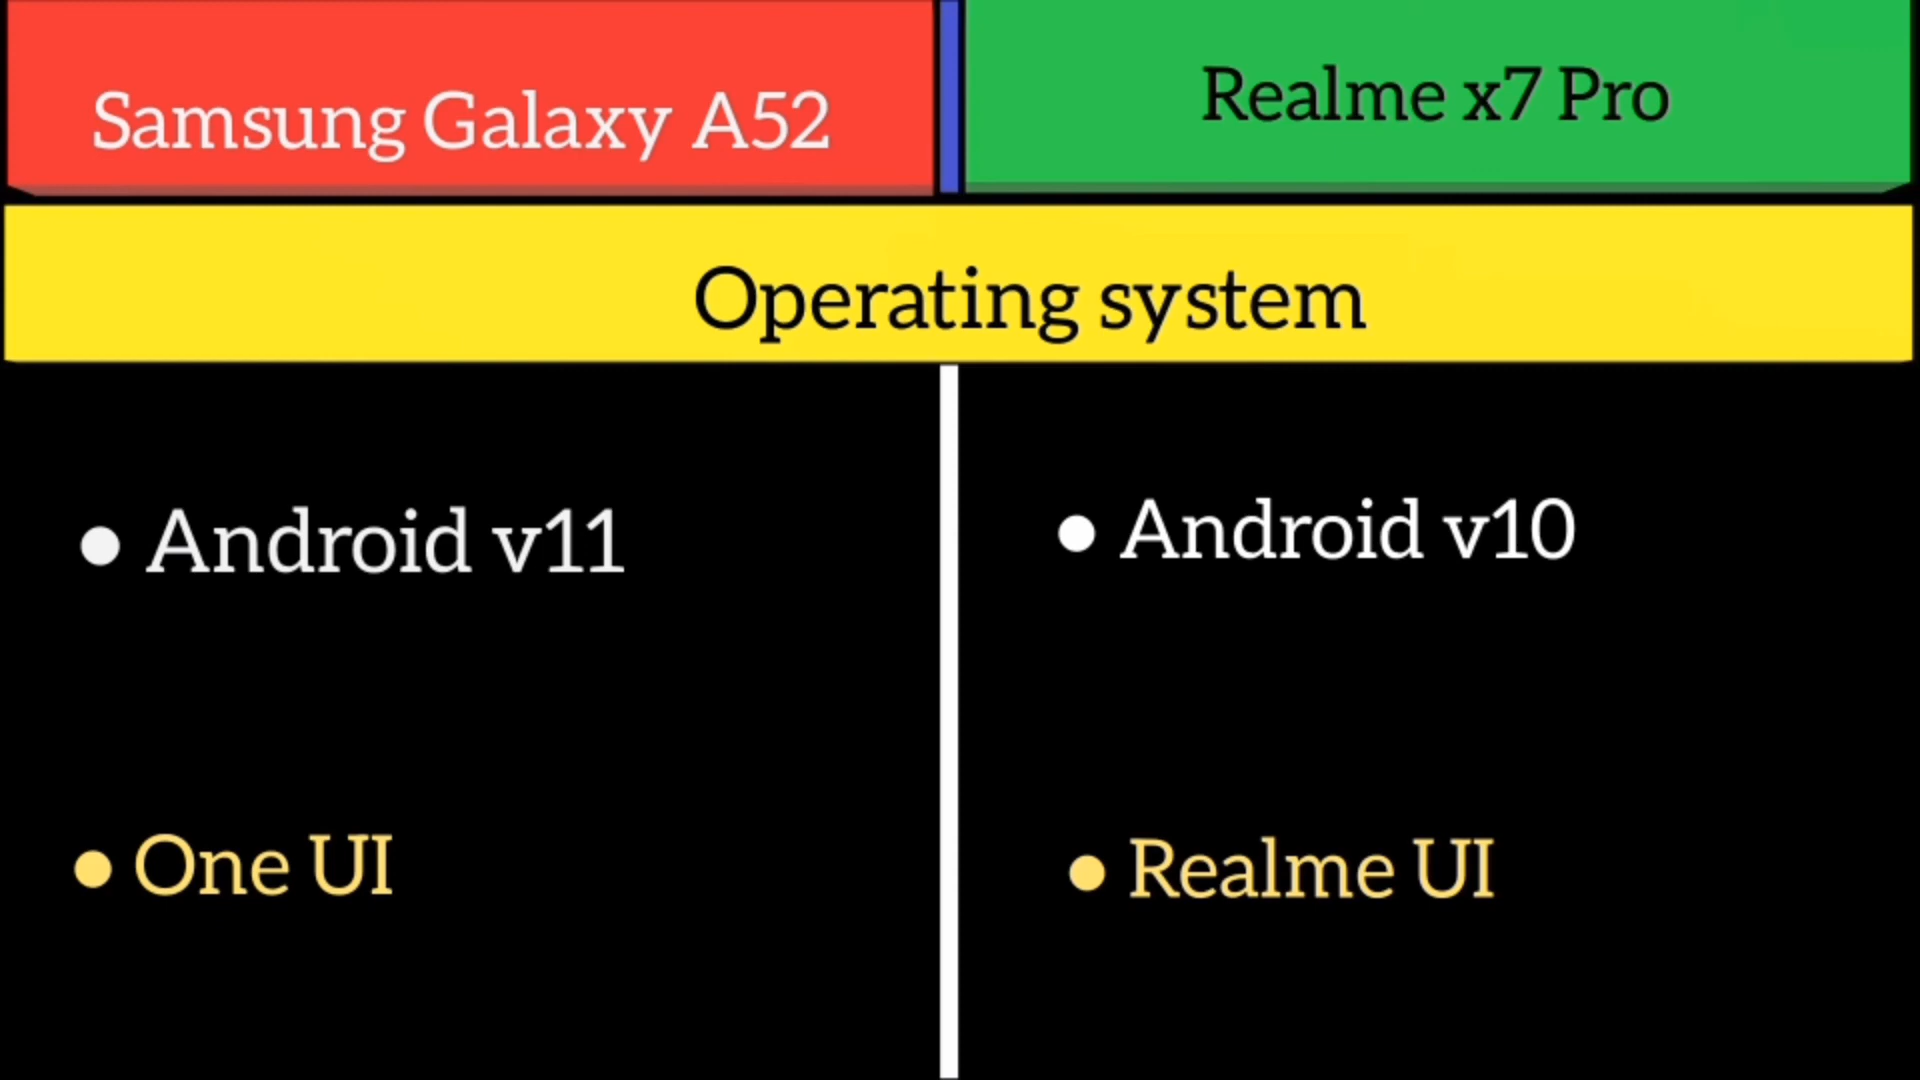 Samsung Galaxy A52
Realme x7 Pro
Operating system
• Android v11
• Android v10
• One UI
• Realme UI